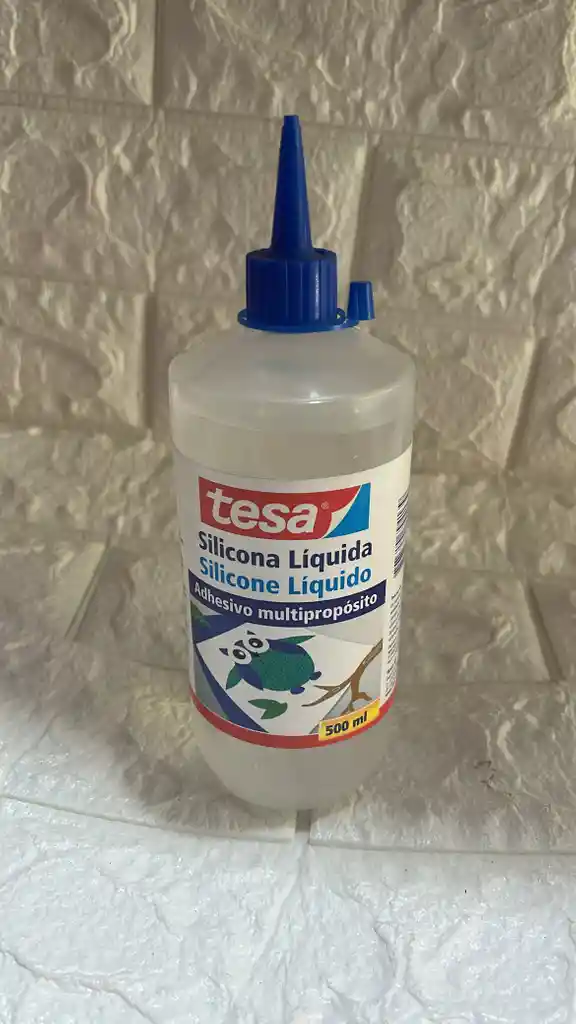 tesa®
Silicona Líquida
Silicone Líquido
Adhesivo multipropósito
500 ml